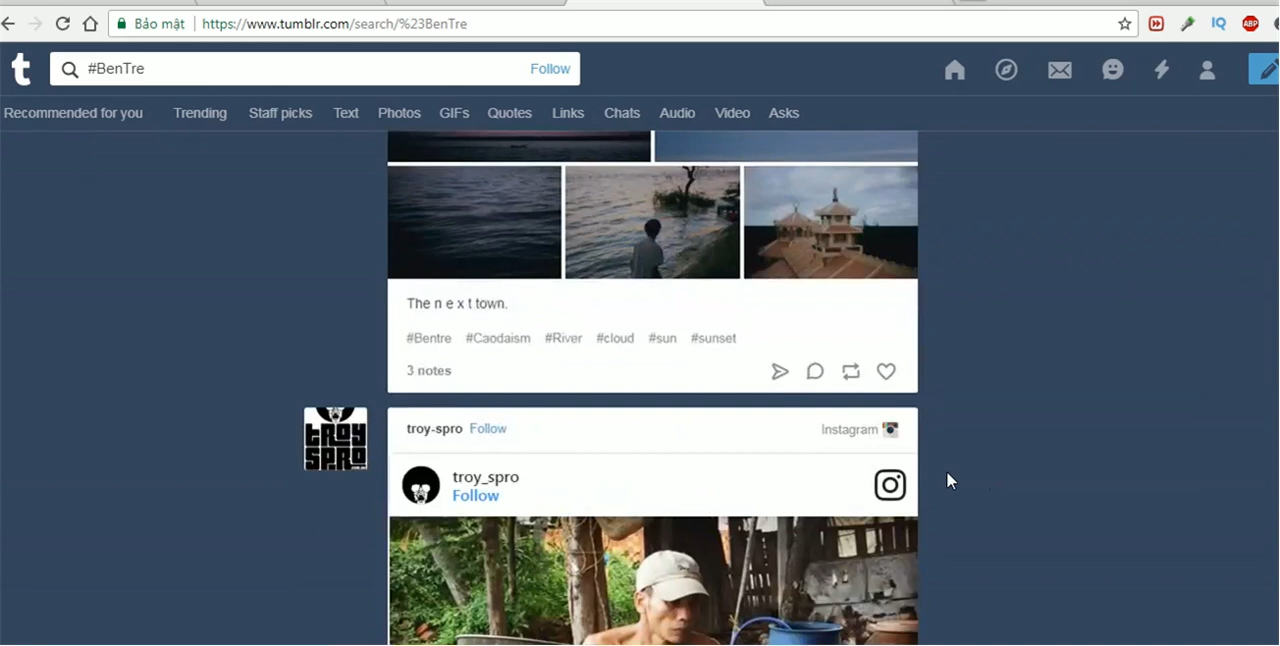 Bảo mật https://www.tumblr.com/search/%23BenTre
IQ ABP
t #BenTre Follow
Recommended for you Trending Staff picks Text Photos GIFs Quotes Links Chats Audio Video Asks
The n e x t town.
#Bentre #Caodaism #River #cloud #sun #sunset
3 notes
TROY
SPRO
troy-spro Follow Instagram
troy_spro
Follow